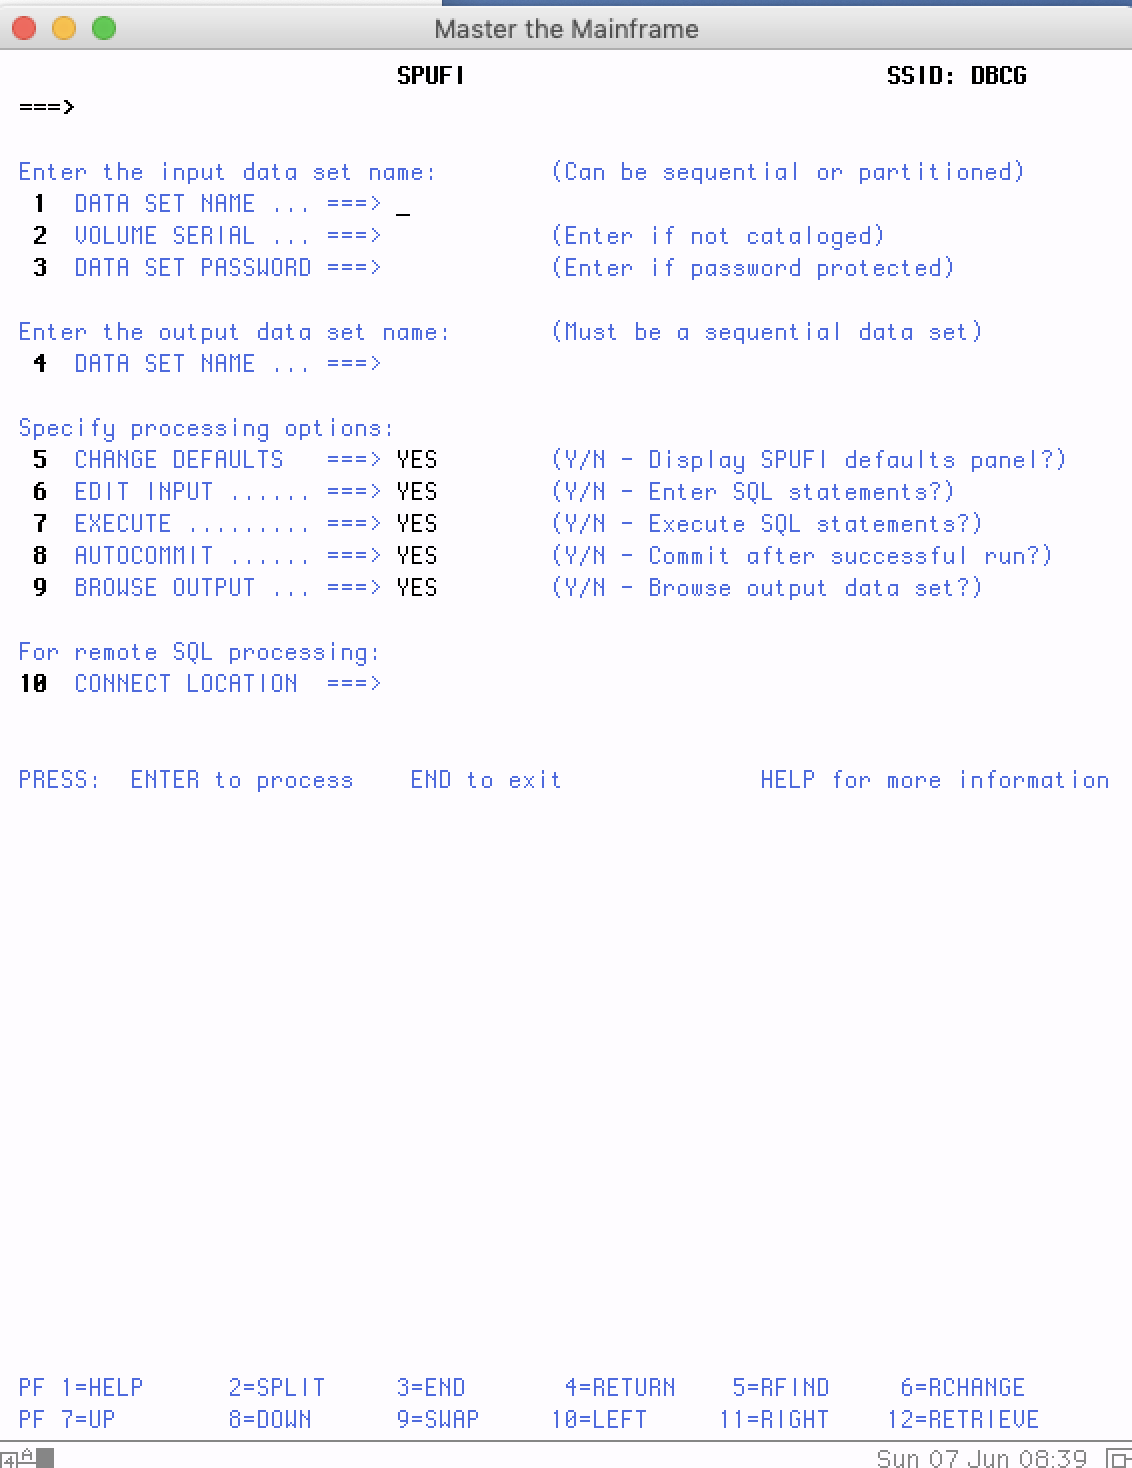 Master the Mainframe
SPUFI SSID: DBCG
===>
Enter the input data set name: (Can be sequential or partitioned)
1 DATA SET NAME ... ===> _
2 VOLUME SERIAL ... ===> (Enter if not cataloged)
3 DATA SET PASSWORD ===> (Enter if password protected)
Enter the output data set name: (Must be a sequential data set)
4 DATA SET NAME ... ===>
Specify processing options:
5 CHANGE DEFAULTS ===> YES (Y/N - Display SPUFI defaults panel?)
6 EDIT INPUT ...... ===> YES (Y/N - Enter SQL statements?)
7 EXECUTE ......... ===> YES (Y/N - Execute SQL statements?)
8 AUTOCOMMIT ...... ===> YES (Y/N - Commit after successful run?)
9 BROWSE OUTPUT ... ===> YES (Y/N - Browse output data set?)
For remote SQL processing:
10 CONNECT LOCATION ===>
PRESS: ENTER to process END to exit HELP for more information
PF 1=HELP 2=SPLIT 3=END 4=RETURN 5=RFIND 6=RCHANGE
PF 7=UP 8=DOWN 9=SWAP 10=LEFT 11=RIGHT 12=RETRIEVE
4 A Sun 07 Jun 08:39